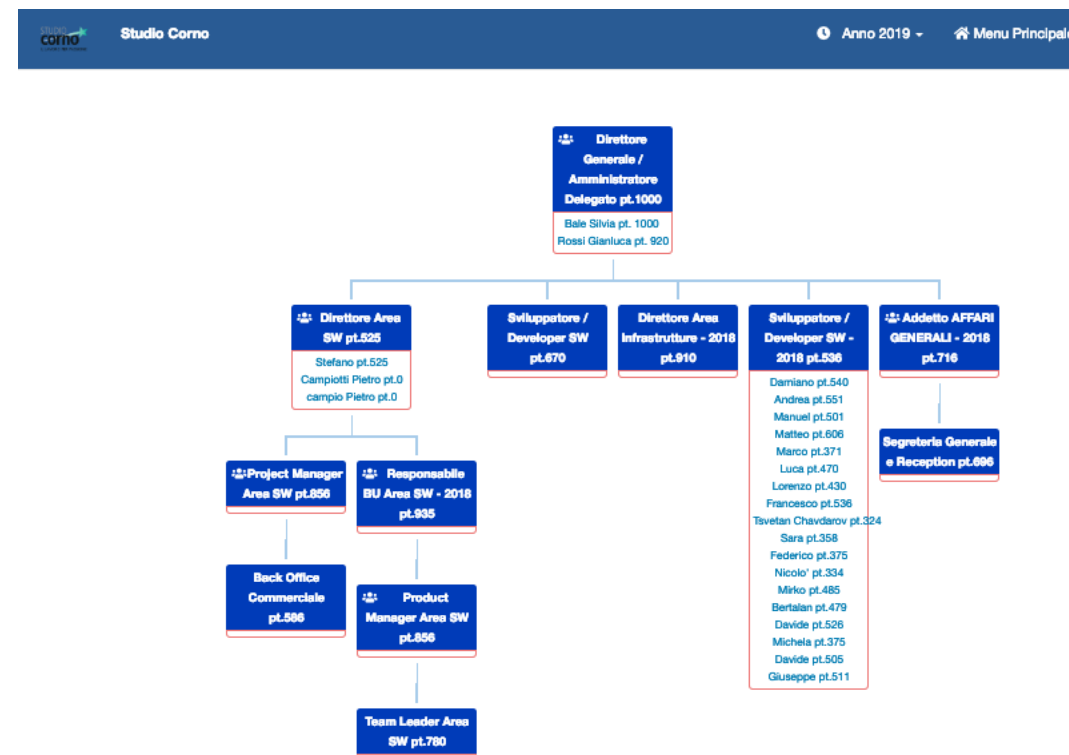 STUDIO
corno
Studio Corno
Anno 2019
Menu Principale
Direttore
Generale /
Amministratore
Delegato pt.1000
Bale Silvia pt. 1000
Rossi Gianluca pt. 920
Direttore Area
SW pt.525
Stefano pt.525
Campiotti Pietro pt.0
campio Pietro pt.0
Sviluppatore /
Developer SW
pt.670
Direttore Area
Infrastrutture - 2018
pt.910
Sviluppatore /
Developer SW -
2018 pt.536
Damiano pt.540
Andrea pt.551
Manuel pt.501
Matteo pt.606
Marco pt.371
Luca pt.470
Lorenzo pt.430
Francesco pt.536
Tsvetan Chavdarov pt.324
Sara pt.358
Federico pt.375
Nicolo' pt.334
Mirko pt.485
Bertalan pt.479
Davide pt.526
Michela pt.375
Davide pt.505
Giuseppe pt.511
Addetto AFFARI
GENERALI - 2018
pt.716
Segreteria Generale
e Reception pt.696
Project Manager
Area SW pt.856
Responsabile
BU Area SW - 2018
pt.935
Back Office
Commerciale
pt.586
Product
Manager Area SW
pt.856
Team Leader Area
SW pt.780